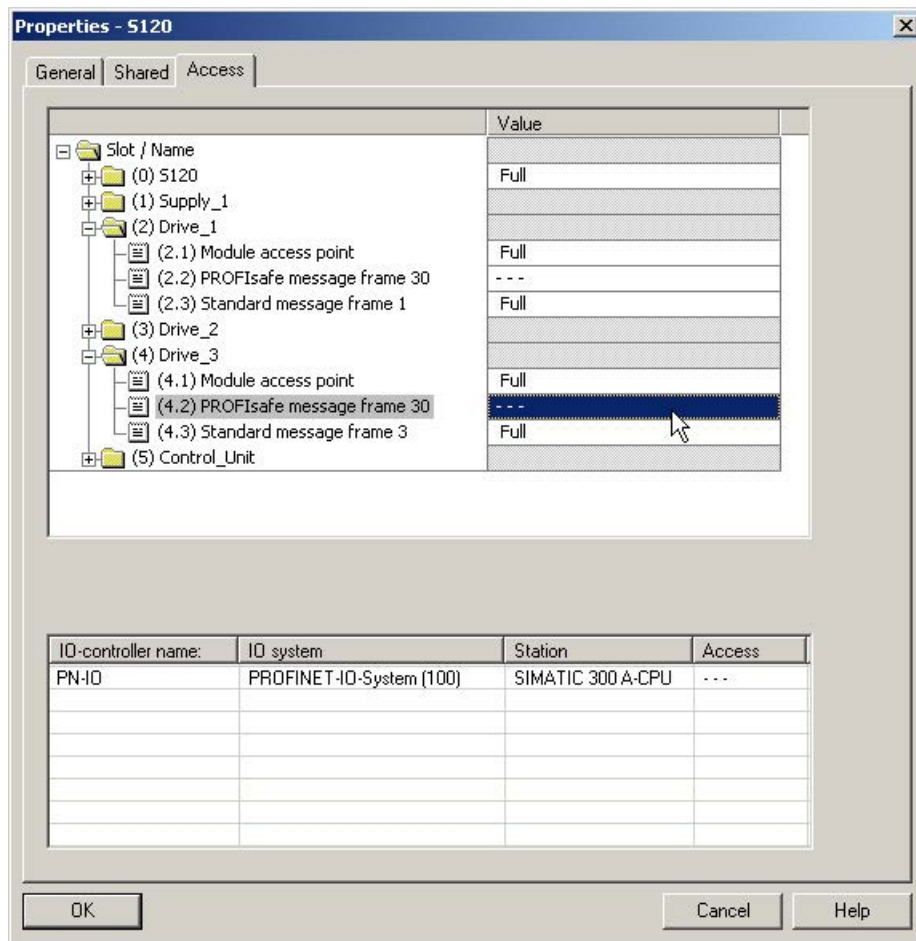 Properties - S120
General Shared Access
Value
Slot / Name
(0) S120 Full
(1) Supply_1
(2) Drive_1
(2.1) Module access point Full
(2.2) PROFIsafe message frame 30 - - -
(2.3) Standard message frame 1 Full
(3) Drive_2
(4) Drive_3
(4.1) Module access point Full
(4.2) PROFIsafe message frame 30 - - -
(4.3) Standard message frame 3 Full
(5) Control_Unit
IO-controller name: IO system Station Access
PN-IO PROFINET-IO-System (100) SIMATIC 300 A-CPU - - -
OK Cancel Help